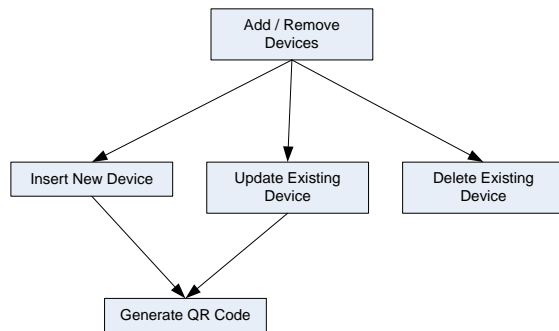 Add / Remove
Devices
Insert New Device
Update Existing
Device
Delete Existing
Device
Generate QR Code